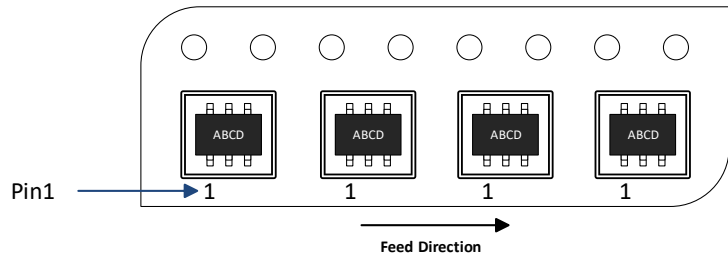 ABCD ABCD ABCD ABCD
Pin1 1 1 1 1
Feed Direction